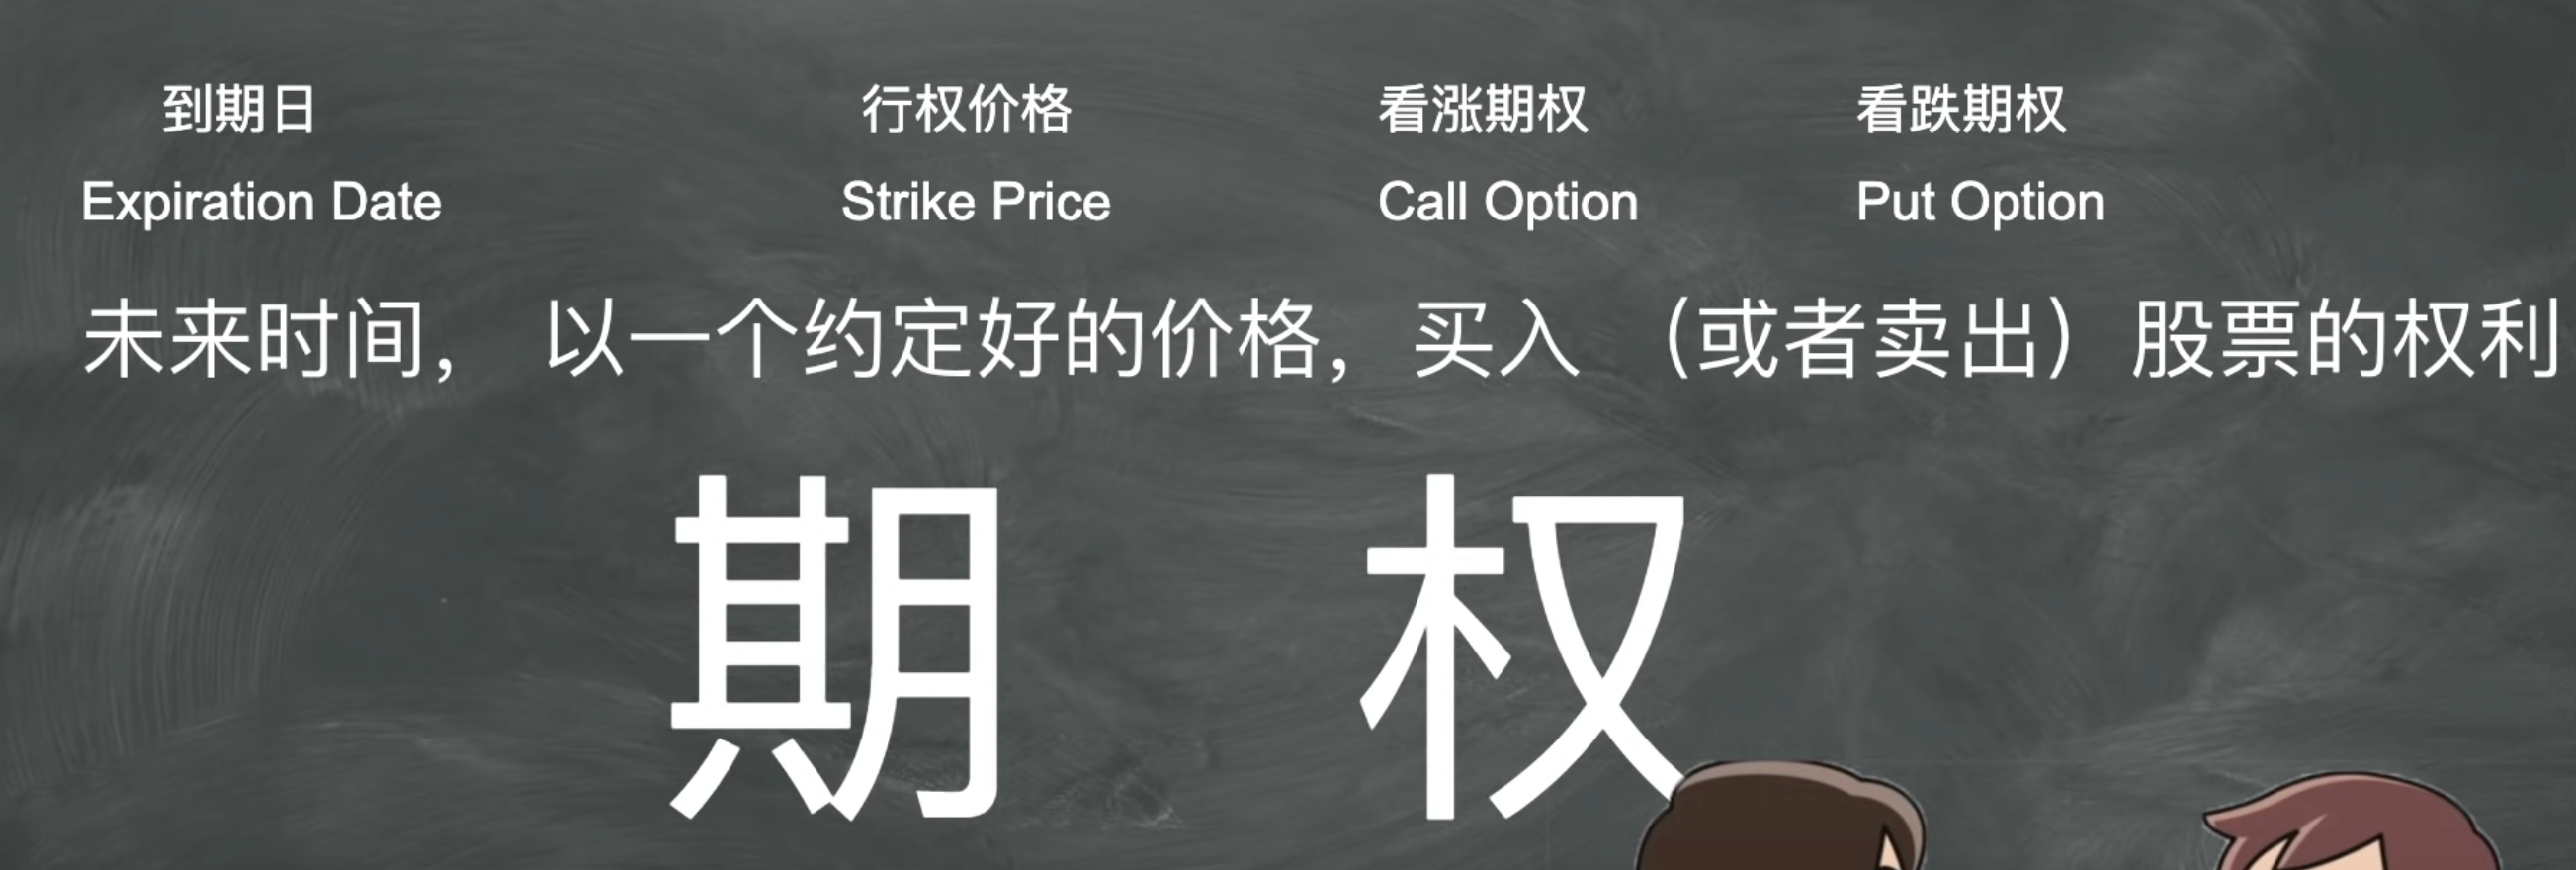 到期日 行权价格 看涨期权 看跌期权
Expiration Date Strike Price Call Option Put Option
未来时间， 以一个约定好的价格，买入 （或者卖出）股票的权利
期 权